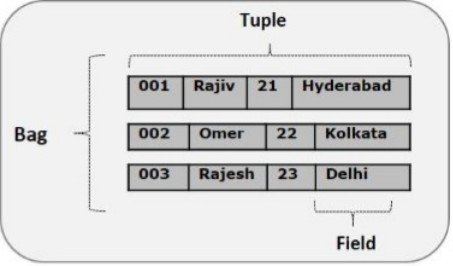 Tuple
001 Rajiv 21 Hyderabad
Bag
002 Omer 22 Kolkata
003 Rajesh 23 Delhi
Field